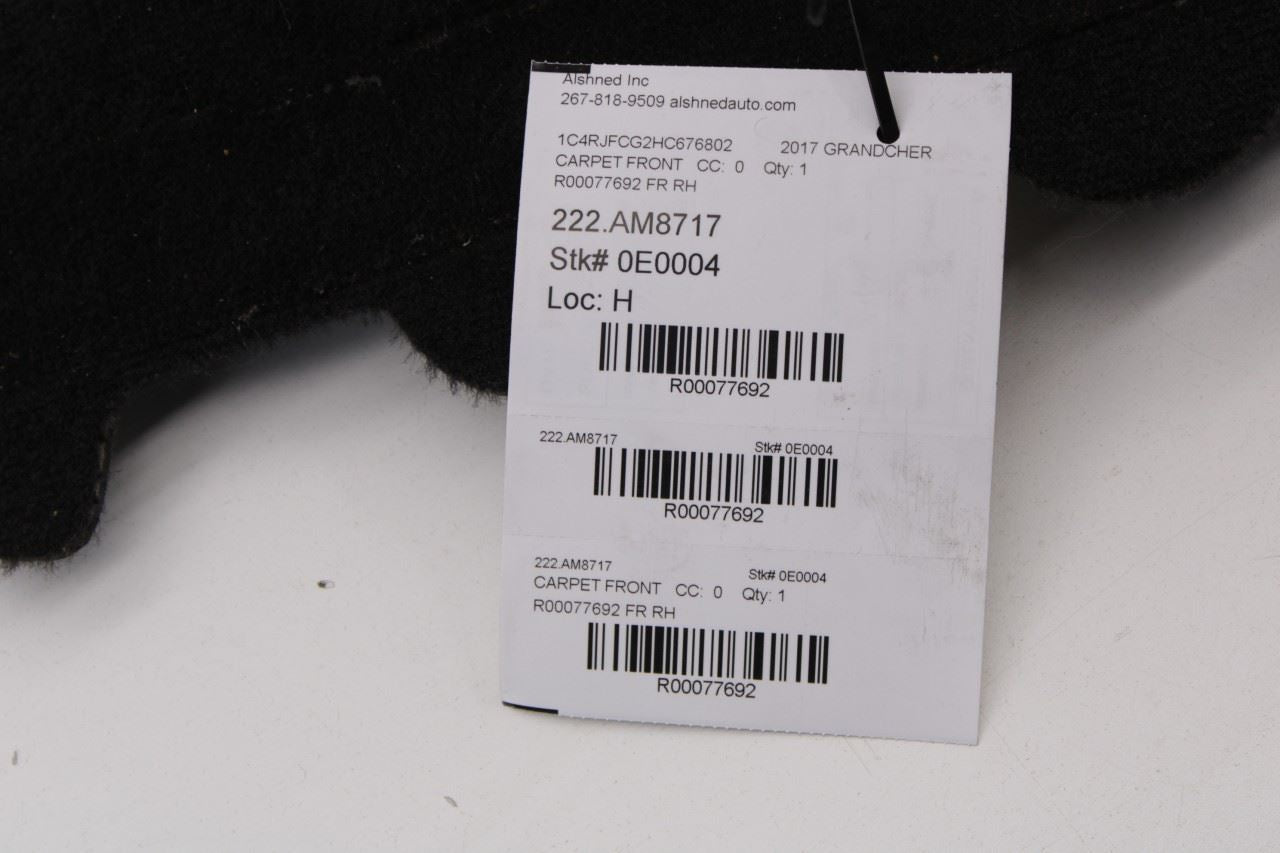 Alshned Inc
267-818-9509 alshnedauto.com
1C4RJFCG2HC676802 2017 GRANDCHER
CARPET FRONT CC: 0 Qty: 1
R00077692 FR RH
222.AM8717
Stk# 0E0004
Loc: H
R00077692
222.AM8717 Stk# 0E0004
R00077692
222.AM8717 Stk# 0E0004
CARPET FRONT CC: 0 Qty: 1
R00077692 FR RH
R00077692